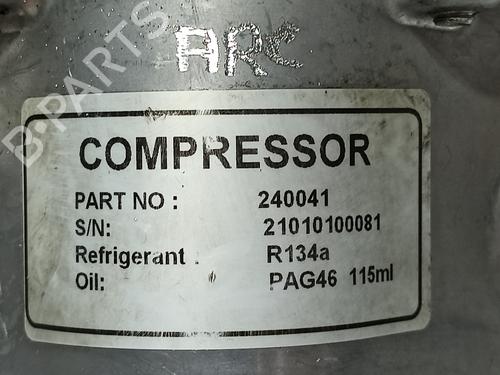 ARC
B-PARTS
COMPRESSOR
PART NO : 240041
S/N: 21010100081
Refrigerant : R134a
Oil: PAG46 115ml